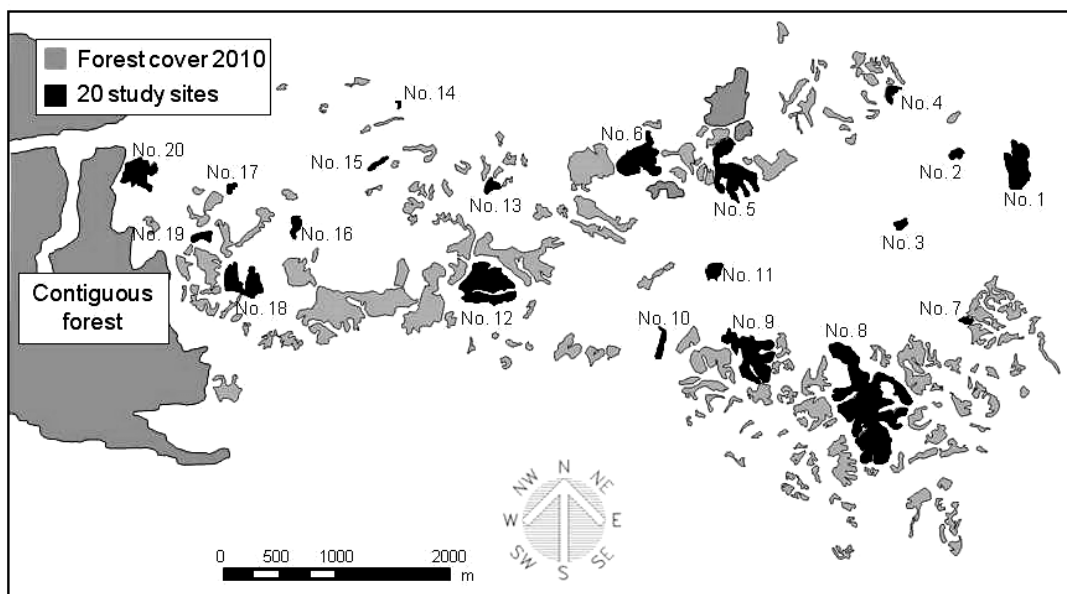 Forest cover 2010
20 study sites
No. 14
No. 4
No. 6
No. 20
No. 15
No. 17
No. 2
No. 1
No. 5
No. 13
No. 19
No. 16
No. 3
No. 11
Contiguous
forest
No. 18
No. 12
No. 10
No. 9
No. 8
No. 7
N
NW
NE
W
E
SW
SE
S
0 500 1000 2000
m